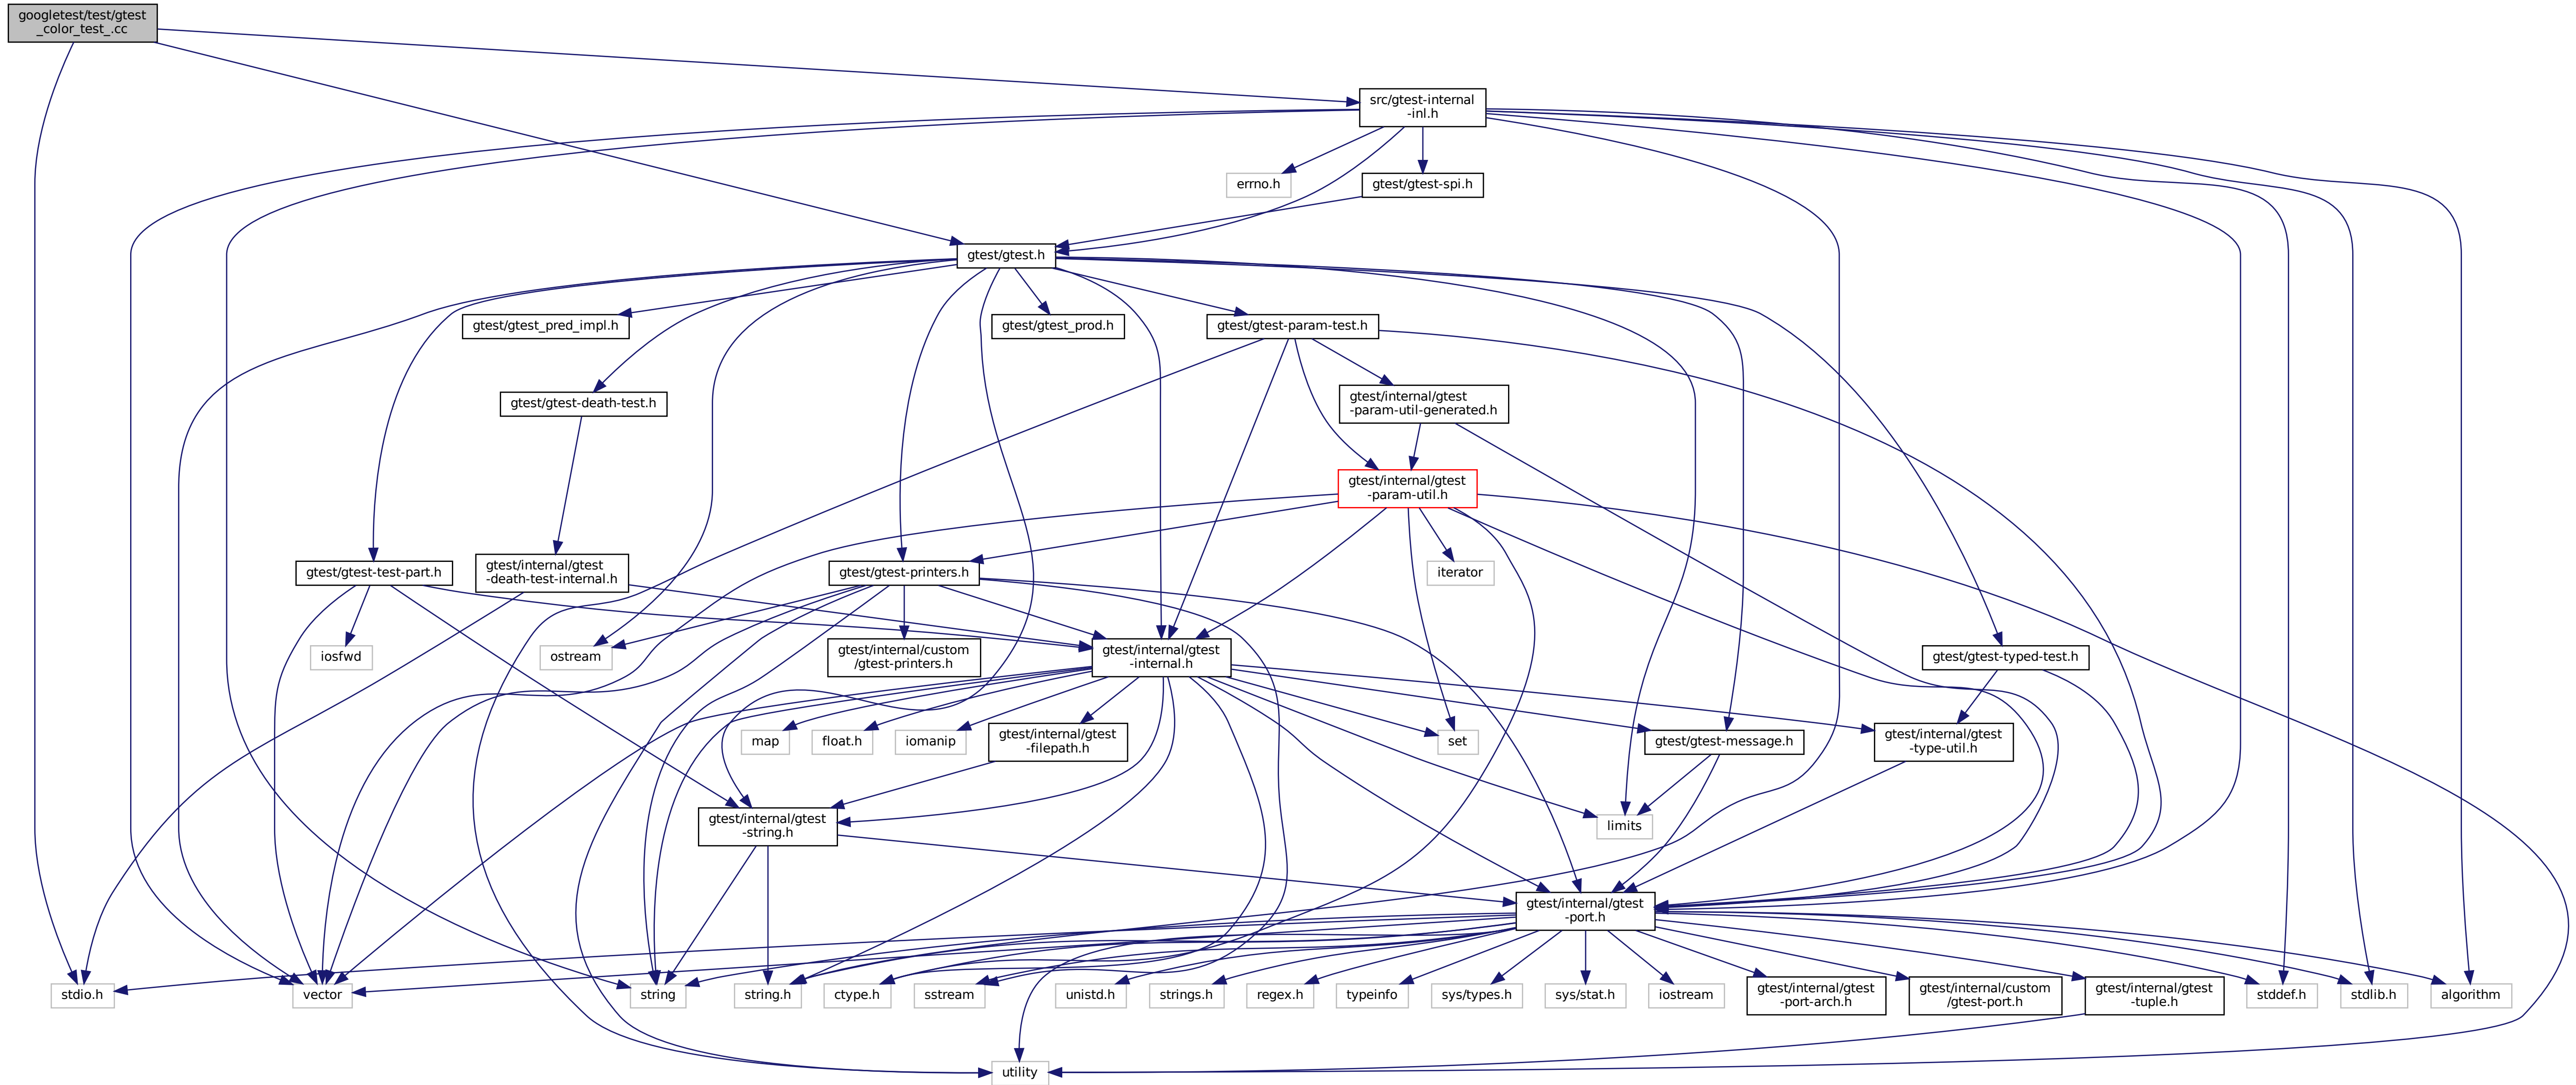 googletest/test/gtest
_color_test_.cc
src/gtest-internal
-inl.h
errno.h
gtest/gtest-spi.h
gtest/gtest.h
gtest/gtest_pred_impl.h
gtest/gtest_prod.h
gtest/gtest-param-test.h
gtest/gtest-death-test.h
gtest/internal/gtest
-param-util-generated.h
gtest/internal/gtest
-param-util.h
gtest/gtest-test-part.h
gtest/internal/gtest
-death-test-internal.h
gtest/gtest-printers.h
iterator
iosfwd
ostream
gtest/internal/custom
/gtest-printers.h
gtest/internal/gtest
-internal.h
gtest/gtest-typed-test.h
map
float.h
iomanip
gtest/internal/gtest
-filepath.h
set
gtest/gtest-message.h
gtest/internal/gtest
-type-util.h
gtest/internal/gtest
-string.h
limits
gtest/internal/gtest
-port.h
stdio.h
vector
string
string.h
ctype.h
sstream
unistd.h
strings.h
regex.h
typeinfo
sys/types.h
sys/stat.h
iostream
gtest/internal/gtest
-port-arch.h
gtest/internal/custom
/gtest-port.h
gtest/internal/gtest
-tuple.h
stddef.h
stdlib.h
algorithm
utility